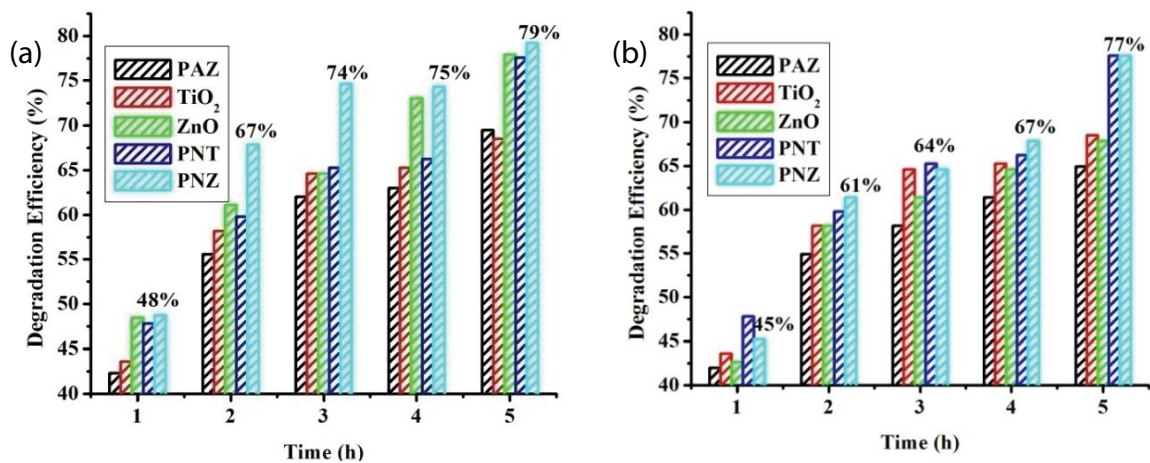 (a)
Degradation Efficiency (%)
80
75
70
65
60
55
50
45
40
PAZ
TiO₂
ZnO
PNT
PNZ
48%
67%
74%
75%
79%
1 2 3 4 5
Time (h)
(b)
Degradation Efficiency (%)
80
75
70
65
60
55
50
45
40
PAZ
TiO₂
ZnO
PNT
PNZ
45%
61%
64%
67%
77%
1 2 3 4 5
Time (h)